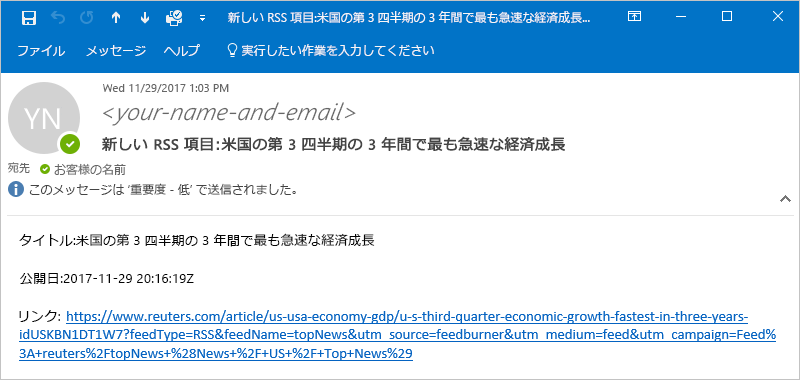 新しい RSS 項目:米国の第 3 四半期の 3 年間で最も急速な経済成長...
ファイル メッセージ ヘルプ 実行したい作業を入力してください
Wed 11/29/2017 1:03 PM
YN
<your-name-and-email>
新しい RSS 項目:米国の第 3 四半期の 3 年間で最も急速な経済成長
宛先 お客様の名前
このメッセージは '重要度 - 低' で送信されました。
タイトル:米国の第 3 四半期の 3 年間で最も急速な経済成長
公開日:2017-11-29 20:16:19Z
リンク: https://www.reuters.com/article/us-usa-economy-gdp/u-s-third-quarter-economic-growth-fastest-in-three-years-
idUSKBN1DT1W7?feedType=RSS&feedName=topNews&utm_source=feedburner&utm_medium=feed&utm_campaign=Feed%
3A+reuters%2FtopNews+%28News+%2F+US+%2F+Top+News%29